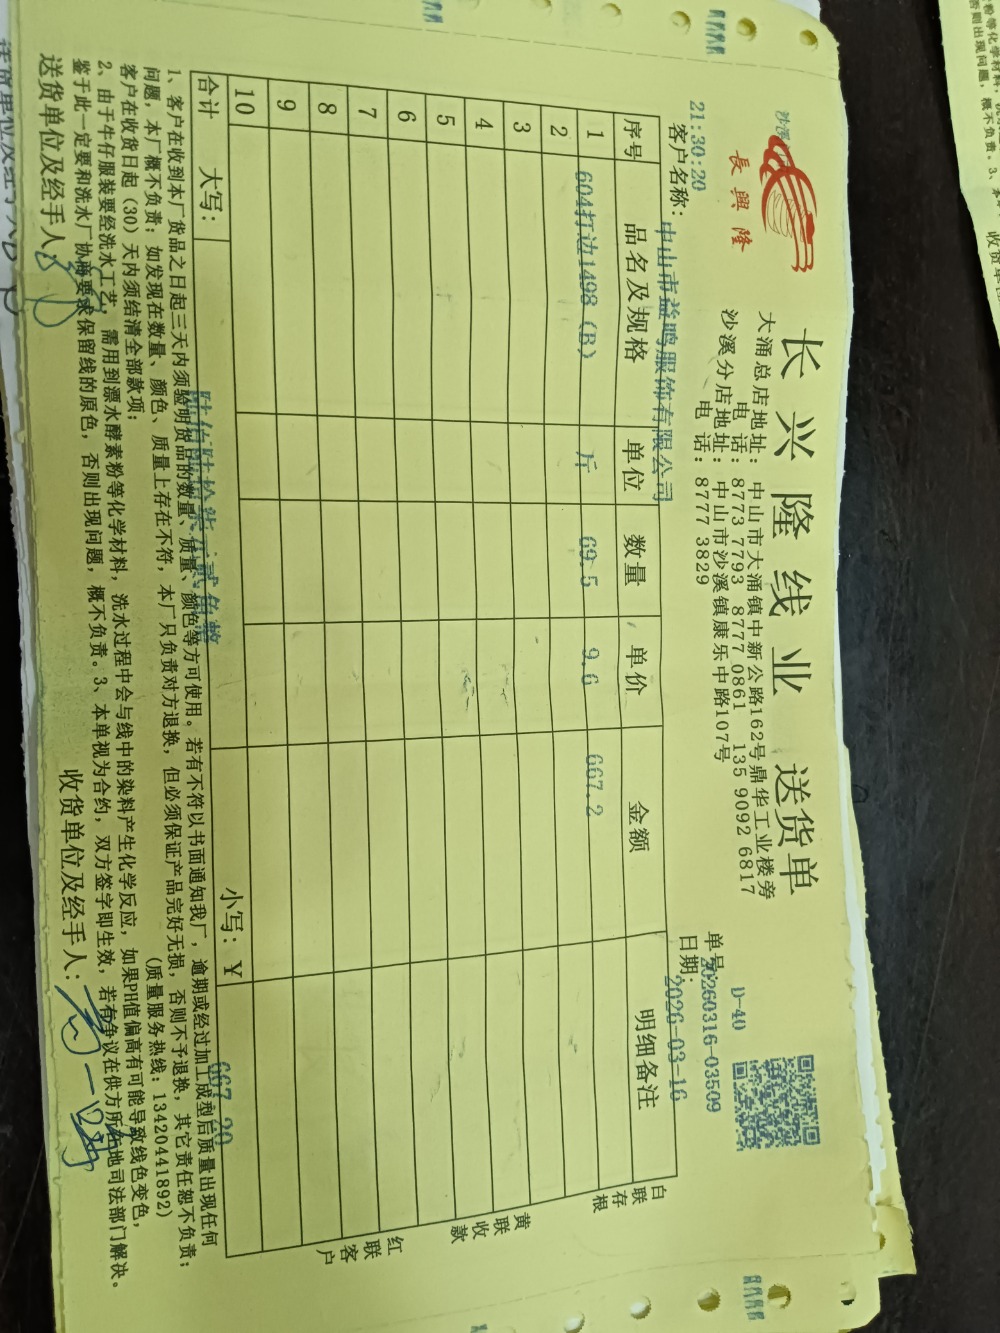 長興隆
长兴隆线业 送货单
大涌总店地址：中山市大涌镇中新公路162号鼎华工业楼旁
电 话：8773 7793 8777 0861 135 9092 6817
沙溪分店地址：中山市沙溪镇康乐中路107号
电 话：8777 3829
D-40
单号：20260316-03509
21:30:20
客户名称：中山市益鸣服饰有限公司
日期：2026-03-16
序号 品名及规格 单位 数量 单价 金额 明细备注
1 604打边1498 (B) 斤 69.5 9.6 667.2
2
3
4
5
6
7
8
9
10
合计 大写：陆佰陆拾柒元贰角整 小写：¥ 667.20
白联存根
黄联收款
红联客户
1、客户在收到本厂货品之日起三天内须验明货品的数量、质量、颜色等方可使用。若有不符以书面通知我厂，逾期或经过加工成型后质量出现任何
问题，本厂概不负责；如发现在数量、颜色、质量上存在不符，本厂只负责对方退换，但必须保证产品完好无损，否则不予退换，其它责任恕不负责；
客户在收货日起（30）天内须结清全部款项； （质量服务热线：13420441892）
2、由于牛仔服装要经洗水工艺，需用到漂水酵素粉等化学材料，洗水过程中会与线中的染料产生化学反应，如果PH值偏高有可能导致线色变色，
鉴于此一定要和洗水厂协商要求保留线的原色，否则出现问题，概不负责。3、本单视为合约，双方签字即生效，若有争议在供方所在地司法部门解决。
送货单位及经手人： 收货单位及经手人：